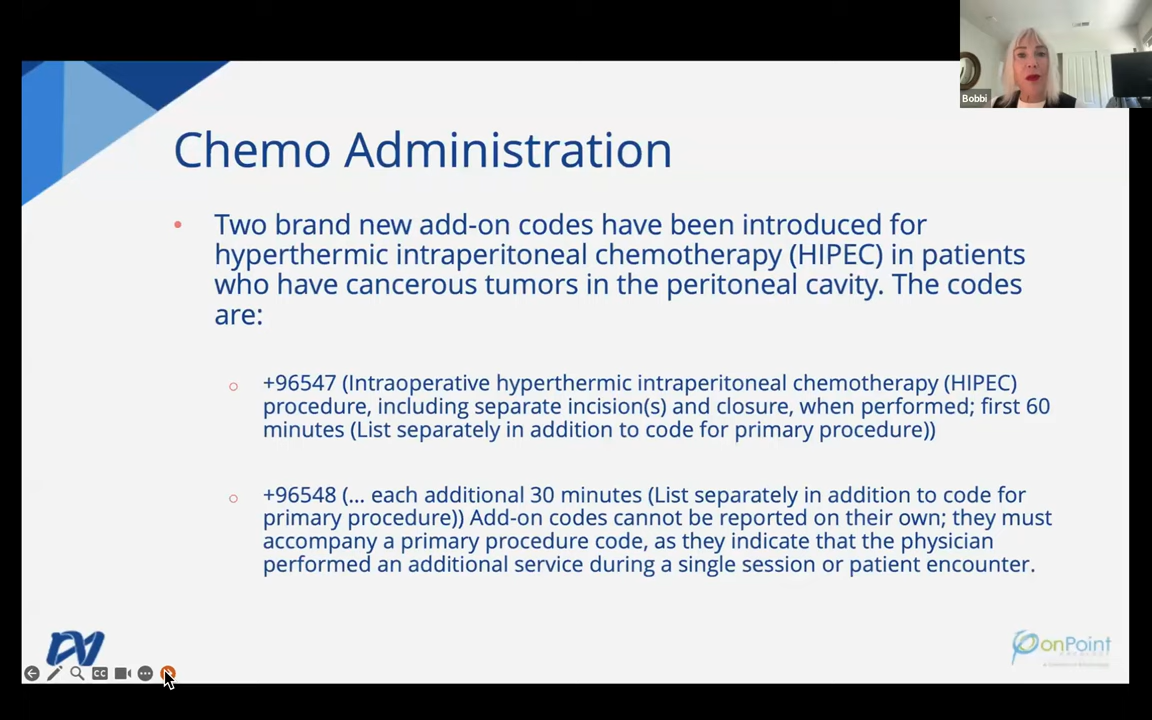 Bobbi
Chemo Administration
• Two brand new add-on codes have been introduced for
hyperthermic intraperitoneal chemotherapy (HIPEC) in patients
who have cancerous tumors in the peritoneal cavity. The codes
are:
○ +96547 (Intraoperative hyperthermic intraperitoneal chemotherapy (HIPEC)
procedure, including separate incision(s) and closure, when performed; first 60
minutes (List separately in addition to code for primary procedure))
○ +96548 (... each additional 30 minutes (List separately in addition to code for
primary procedure)) Add-on codes cannot be reported on their own; they must
accompany a primary procedure code, as they indicate that the physician
performed an additional service during a single session or patient encounter.
onPoint
CC